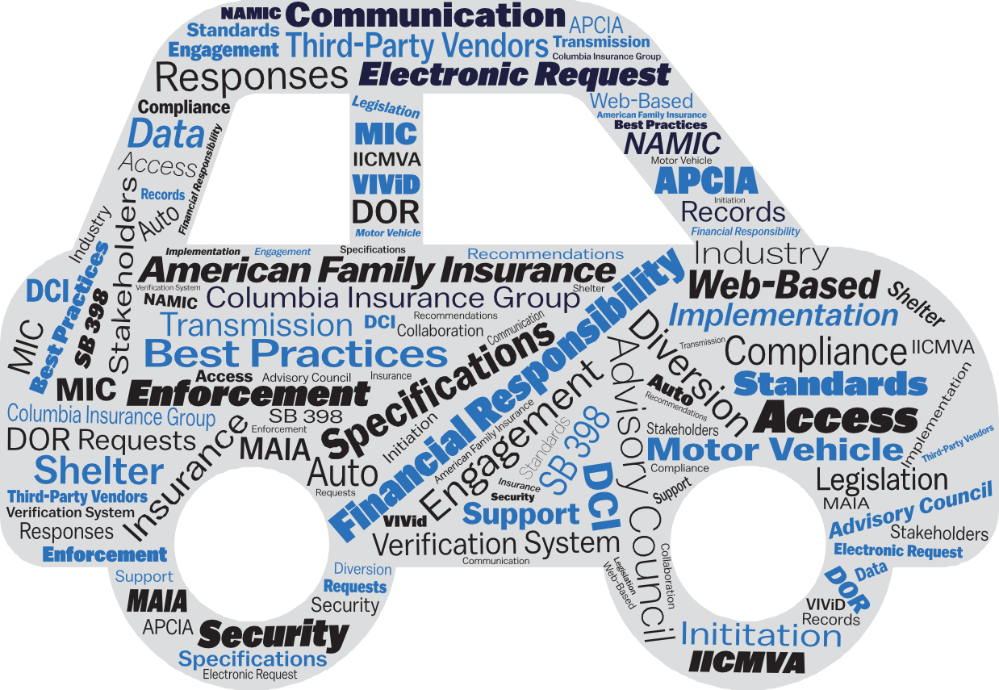 NAMIC
Communication
APCIA
Standards
Third-Party Vendors
Transmission
Engagement
Columbia Insurance Group
Responses
Electronic Request
Compliance
Legislation
Web-Based
American Family Insurance
Data
MIC
Best Practices
NAMIC
Access
IICMVA
Motor Vehicle
Financial Responsibility
VIViD
APCIA
Records
DOR
Initiation
Stakeholders
Auto
Records
Industry
Motor Vehicle
Financial Responsibility
Implementation
Engagement
Specifications
Recommendations
Industry
American Family Insurance
Web-Based
Shelter
DCI
Best Practices
SB 398
Verification System
Shelter
NAMIC
Columbia Insurance Group
Implementation
Transmission
DCI
Recommendations
Collaboration
Communication
Diversion
Transmission
Compliance
IICMVA
MIC
Best Practices
Specifications
Financial Responsibility
Advisory Council
Access
Advisory Council
Insurance
Standards
MIC
Enforcement
Engagement
Auto
Recommendations
Access
Implementation
Columbia Insurance Group
SB 398
Initiation
American Family Insurance
Standards
SB 398
Stakeholders
Third-Party Vendors
DOR Requests
Insurance
Enforcement
MAIA
Motor Vehicle
Shelter
Auto
Requests
DCI
Compliance
Support
Legislation
Third-Party Vendors
Insurance
Security
MAIA
Advisory Council
Verification System
VIVid
Support
Responses
Verification System
Stakeholders
Enforcement
Communication
Legislation
Web-Based
Collaboration
Electronic Request
Support
Diversion
DOR
Data
MAIA
Requests
APCIA
Security
VIViD
Records
Security
Inititation
Specifications
IICMVA
Electronic Request